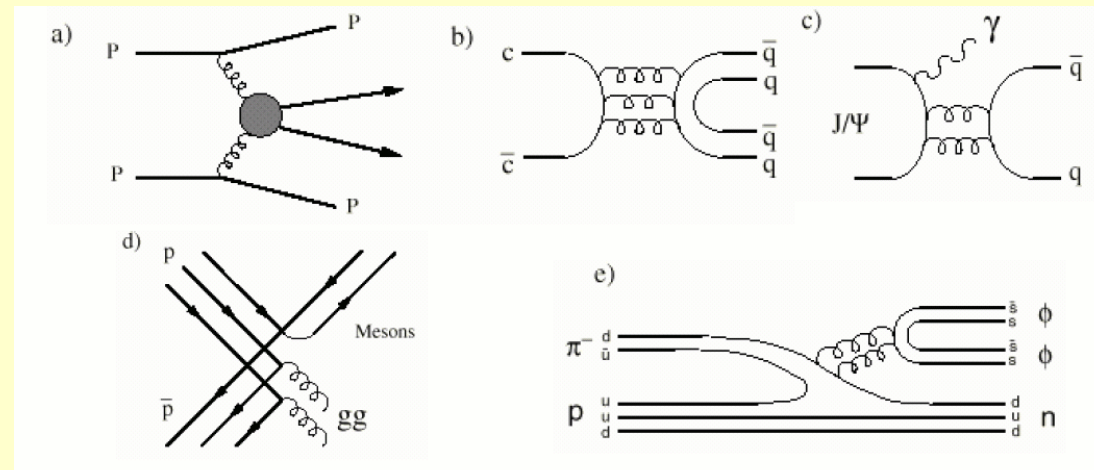 a)
P
P
P
P
b)
c
c̄
q̄
q
q̄
q
c)
γ
J/Ψ
q̄
q
d)
p
p̄
Mesons
gg
e)
π⁻
d
ū
p
u
u
d
s̄
s
φ
s̄
s
φ
d
u
d
n